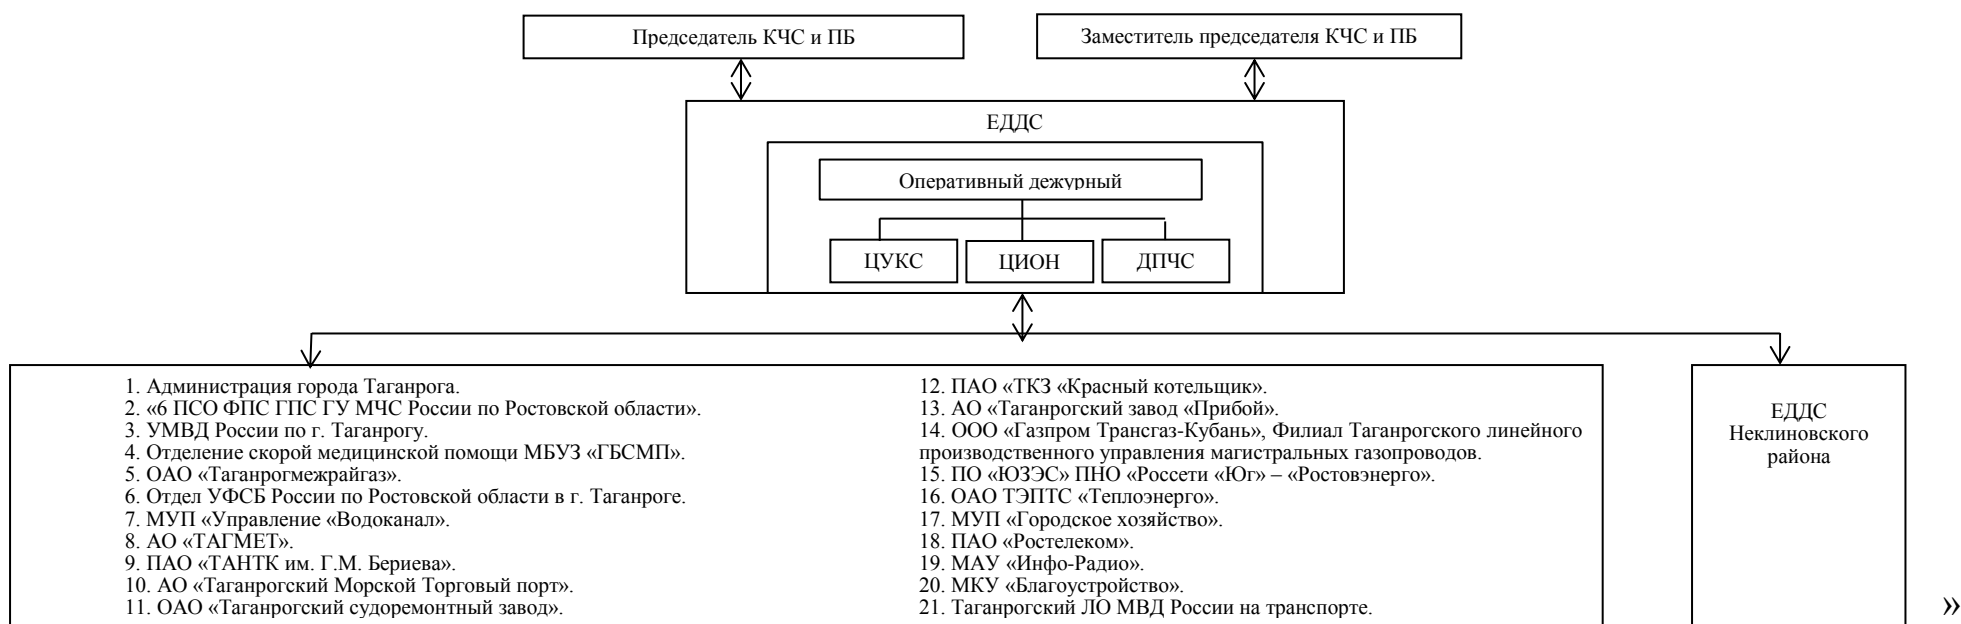 Председатель КЧС и ПБ
Заместитель председателя КЧС и ПБ
ЕДДС
Оперативный дежурный
ЦУКС
ЦИОН
ДПЧС
1. Администрация города Таганрога.
2. «6 ПСО ФПС ГПС ГУ МЧС России по Ростовской области».
3. УМВД России по г. Таганрогу.
4. Отделение скорой медицинской помощи МБУЗ «ГБСМП».
5. ОАО «Таганрогмежрайгаз».
6. Отдел УФСБ России по Ростовской области в г. Таганроге.
7. МУП «Управление «Водоканал».
8. АО «ТАГМЕТ».
9. ПАО «ТАНТК им. Г.М. Бериева».
10. АО «Таганрогский Морской Торговый порт».
11. ОАО «Таганрогский судоремонтный завод».
12. ПАО «ТКЗ «Красный котельщик».
13. АО «Таганрогский завод «Прибой».
14. ООО «Газпром Трансгаз-Кубань», Филиал Таганрогского линейного
производственного управления магистральных газопроводов.
15. ПО «ЮЗЭС» ПНО «Россети «Юг» – «Ростовэнерго».
16. ОАО ТЭПТС «Теплоэнерго».
17. МУП «Городское хозяйство».
18. ПАО «Ростелеком».
19. МАУ «Инфо-Радио».
20. МКУ «Благоустройство».
21. Таганрогский ЛО МВД России на транспорте.
ЕДДС
Неклиновского
района
»